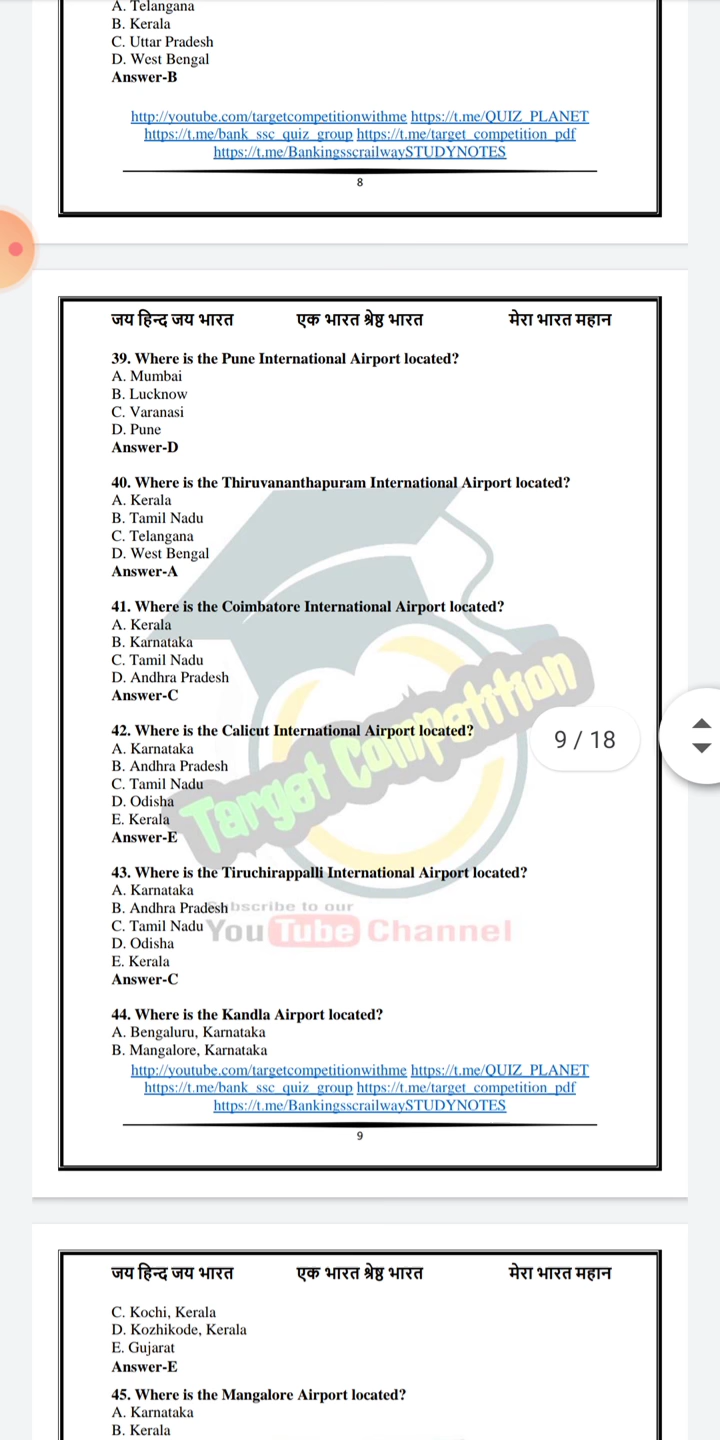 A. Telangana
B. Kerala
C. Uttar Pradesh
D. West Bengal
Answer-B
http://youtube.com/targetcompetitionwithme https://t.me/QUIZ_PLANET
https://t.me/bank_ssc_quiz_group https://t.me/target_competition_pdf
https://t.me/BankingsscrailwaySTUDYNOTES
8
जय हिन्द जय भारत एक भारत श्रेष्ठ भारत मेरा भारत महान
39. Where is the Pune International Airport located?
A. Mumbai
B. Lucknow
C. Varanasi
D. Pune
Answer-D
40. Where is the Thiruvananthapuram International Airport located?
A. Kerala
B. Tamil Nadu
C. Telangana
D. West Bengal
Answer-A
41. Where is the Coimbatore International Airport located?
A. Kerala
B. Karnataka
C. Tamil Nadu
D. Andhra Pradesh
Answer-C
42. Where is the Calicut International Airport located?
A. Karnataka
B. Andhra Pradesh
C. Tamil Nadu
D. Odisha
E. Kerala
Answer-E
Target Competition
9 / 18
43. Where is the Tiruchirappalli International Airport located?
A. Karnataka
B. Andhra Pradesh
C. Tamil Nadu
D. Odisha
E. Kerala
Answer-C
Subscribe to our
YouTube Channel
44. Where is the Kandla Airport located?
A. Bengaluru, Karnataka
B. Mangalore, Karnataka
http://youtube.com/targetcompetitionwithme https://t.me/QUIZ_PLANET
https://t.me/bank_ssc_quiz_group https://t.me/target_competition_pdf
https://t.me/BankingsscrailwaySTUDYNOTES
9
जय हिन्द जय भारत एक भारत श्रेष्ठ भारत मेरा भारत महान
C. Kochi, Kerala
D. Kozhikode, Kerala
E. Gujarat
Answer-E
45. Where is the Mangalore Airport located?
A. Karnataka
B. Kerala